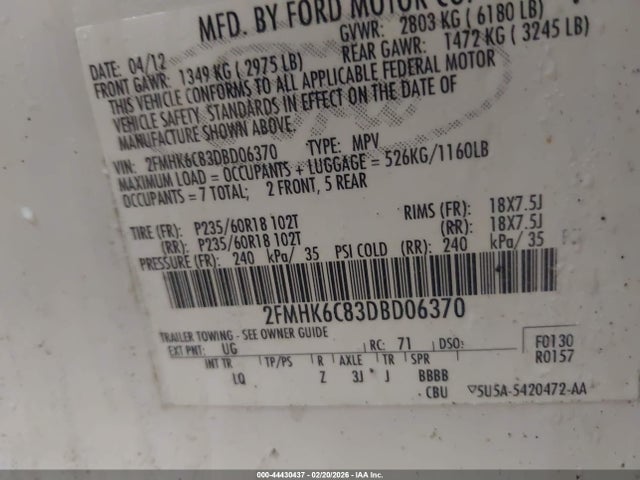 MFD. BY FORD MOTOR CO
DATE: 04/12 GVWR: 2803 KG ( 6180 LB)
FRONT GAWR: 1349 KG ( 2975 LB) REAR GAWR: 1472 KG ( 3245 LB)
THIS VEHICLE CONFORMS TO ALL APPLICABLE FEDERAL MOTOR
VEHICLE SAFETY STANDARDS IN EFFECT ON THE DATE OF
MANUFACTURE SHOWN ABOVE.
VIN: 2FMHK6C83DBD06370 TYPE: MPV
MAXIMUM LOAD = OCCUPANTS + LUGGAGE = 526KG/1160LB
OCCUPANTS = 7 TOTAL; 2 FRONT, 5 REAR
TIRE (FR): P235/60R18 102T RIMS (FR): 18X7.5J
(RR): P235/60R18 102T (RR): 18X7.5J
PRESSURE (FR): 240 kPa/ 35 PSI COLD (RR): 240 kPa/ 35
2FMHK6C83DBD06370
TRAILER TOWING - SEE OWNER GUIDE
EXT PNT: UG RC: 71 DSO: F0130
INT TR TP/PS R AXLE TR SPR R0157
LQ Z 3J J BBBB
CBU 5U5A-5420472-AA
000-44430437 - 02/20/2026 - IAA Inc.